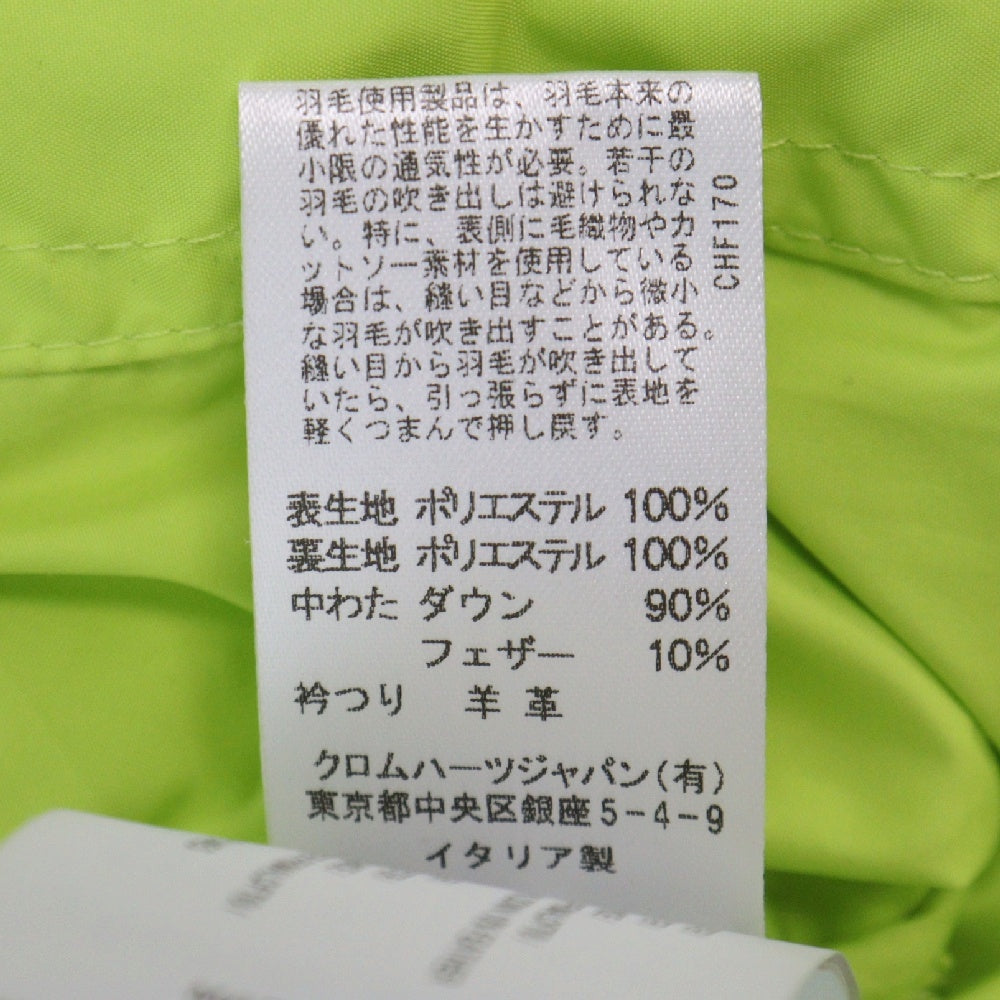 羽毛使用製品は、羽毛本来の
優れた性能を生かすために最
小限の通気性が必要。若干の
羽毛の吹き出しは避けられな
い。特に、表側に毛織物やカ
ットソー素材を使用している
場合は、縫い目などから微小
な羽毛が吹き出すことがある。
縫い目から羽毛が吹き出して
いたら、引っ張らずに表地を
軽くつまんで押し戻す。
CHF170
表生地 ポリエステル 100%
裏生地 ポリエステル 100%
中わた ダウン 90%
フェザー 10%
衿つり 羊革
クロムハーツジャパン(有)
東京都中央区銀座5-4-9
イタリア製